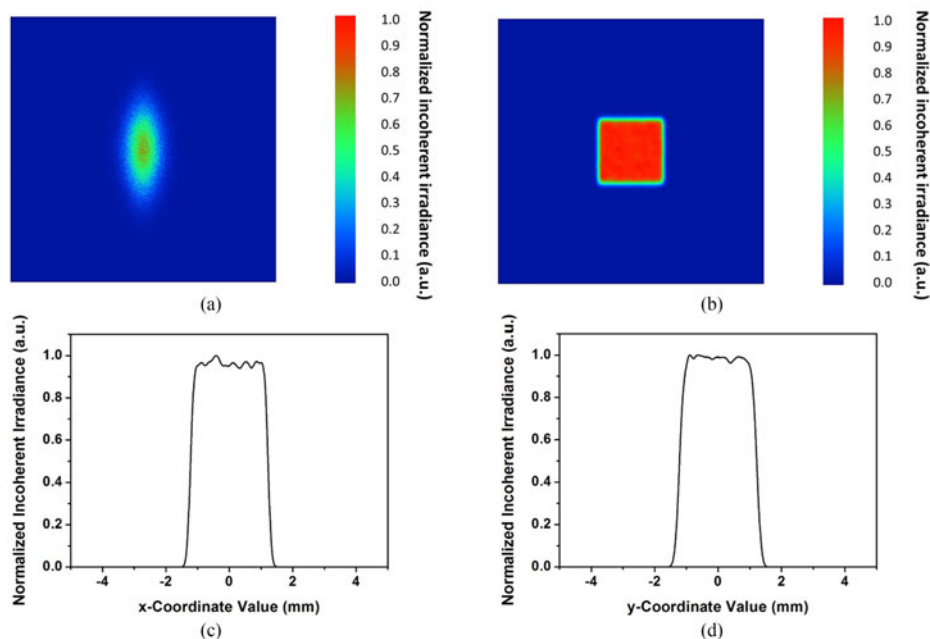 1.0
0.9
0.8
0.7
0.6
0.5
0.4
0.3
0.2
0.1
0.0
Normalized incoherent irradiance (a.u.)
(a)
1.0
0.9
0.8
0.7
0.6
0.5
0.4
0.3
0.2
0.1
0.0
Normalized incoherent irradiance (a.u.)
(b)
Normalized Incoherent Irradiance (a.u.)
1.0
0.8
0.6
0.4
0.2
0.0
-4 -2 0 2 4
x-Coordinate Value (mm)
(c)
Normalized Incoherent Irradiance (a.u.)
1.0
0.8
0.6
0.4
0.2
0.0
-4 -2 0 2 4
y-Coordinate Value (mm)
(d)